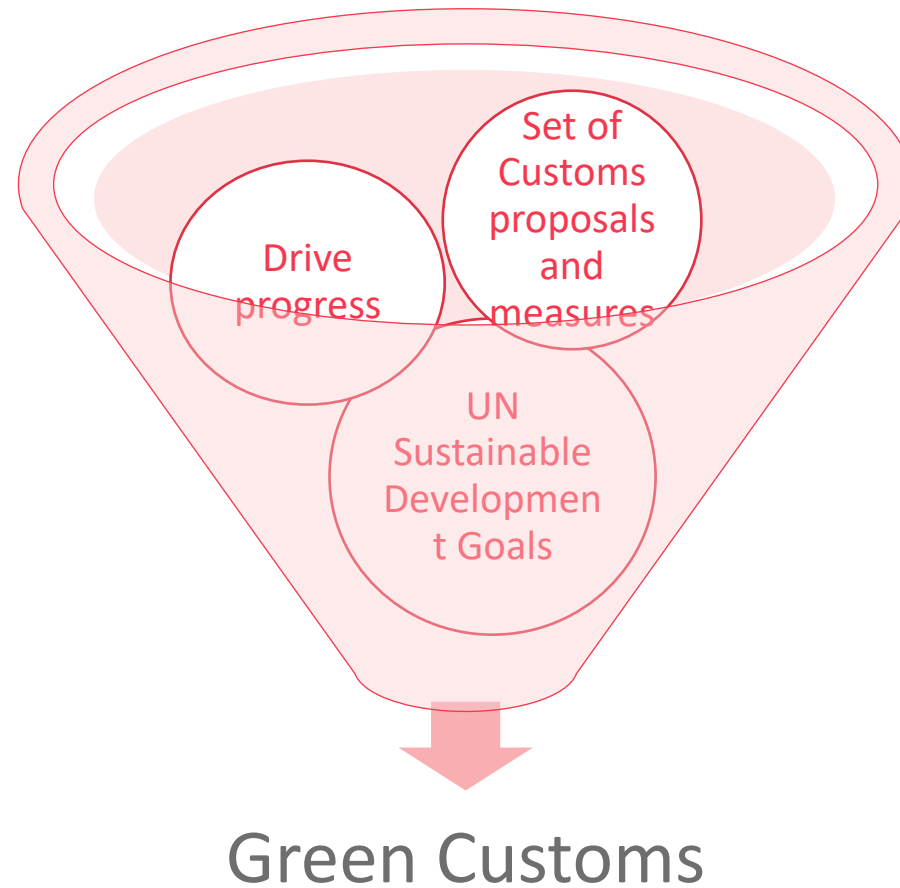 Drive
progress
Set of
Customs
proposals
and
measures
UN
Sustainable
Developmen
t Goals
Green Customs